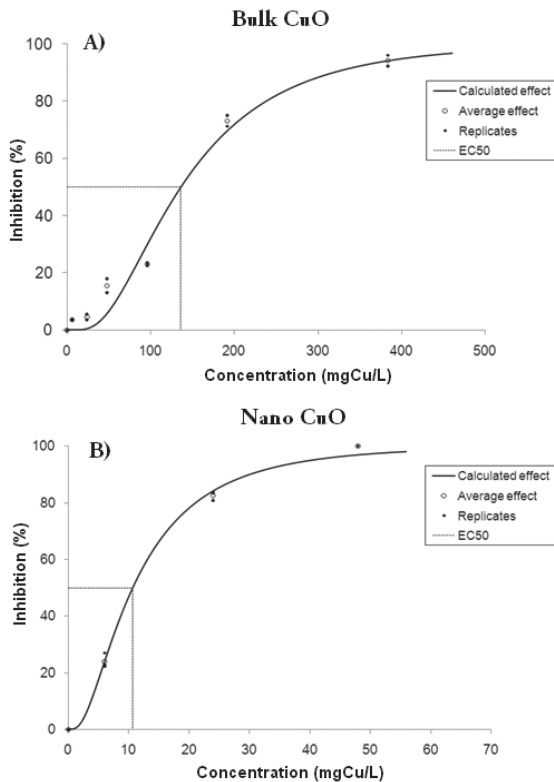 Bulk CuO
A)
100
80
60
40
20
0
Inhibition (%)
Calculated effect
Average effect
Replicates
EC50
0 100 200 300 400 500
Concentration (mgCu/L)
Nano CuO
B)
100
80
60
40
20
0
Inhibition (%)
Calculated effect
Average effect
Replicates
EC50
0 10 20 30 40 50 60 70
Concentration (mgCu/L)